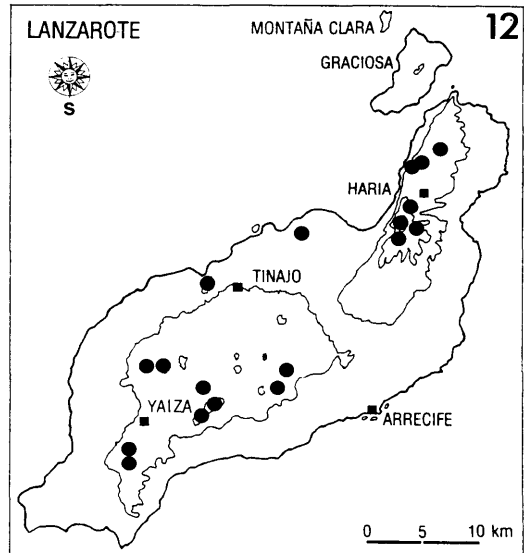 LANZAROTE
MONTAÑA CLARA
12
GRACIOSA
S
HARIA
TINAJO
YAIZA
ARRECIFE
0 5 10 km